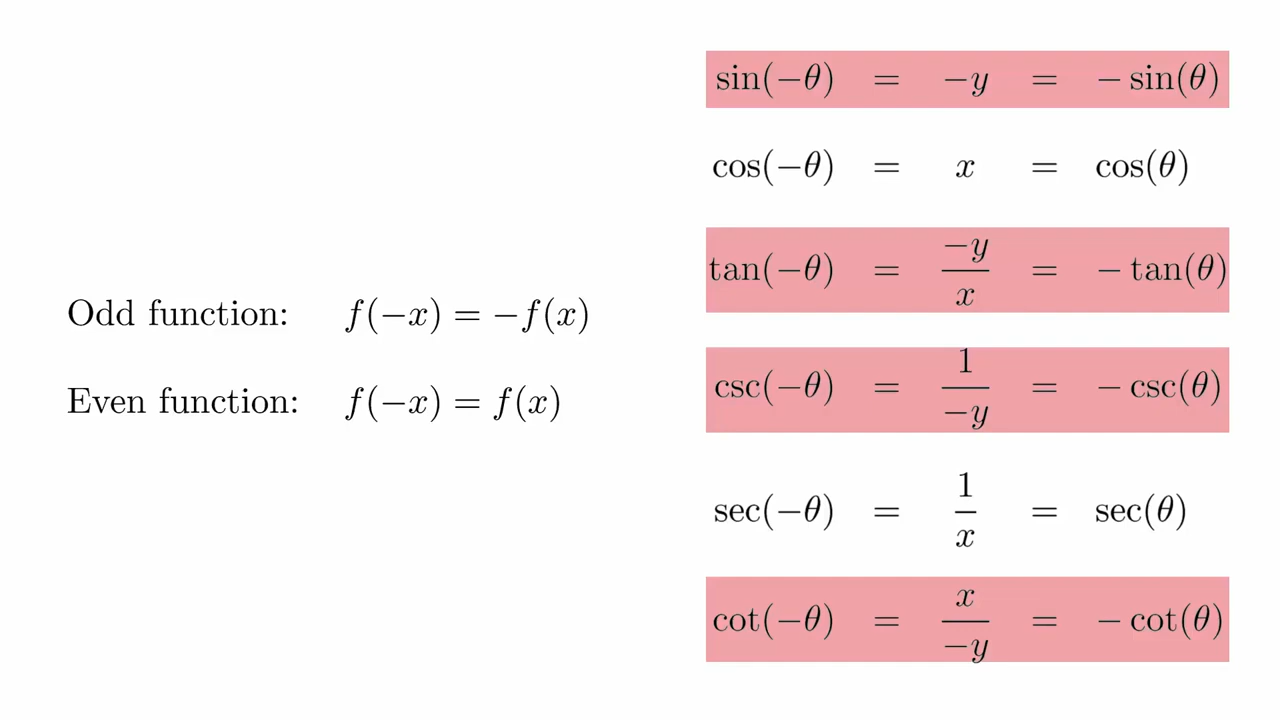 Odd function: f(−x) = −f(x)
Even function: f(−x) = f(x)
sin(−θ) = −y = − sin(θ)
cos(−θ) = x = cos(θ)
tan(−θ) = −y/x = − tan(θ)
csc(−θ) = 1/−y = − csc(θ)
sec(−θ) = 1/x = sec(θ)
cot(−θ) = x/−y = − cot(θ)